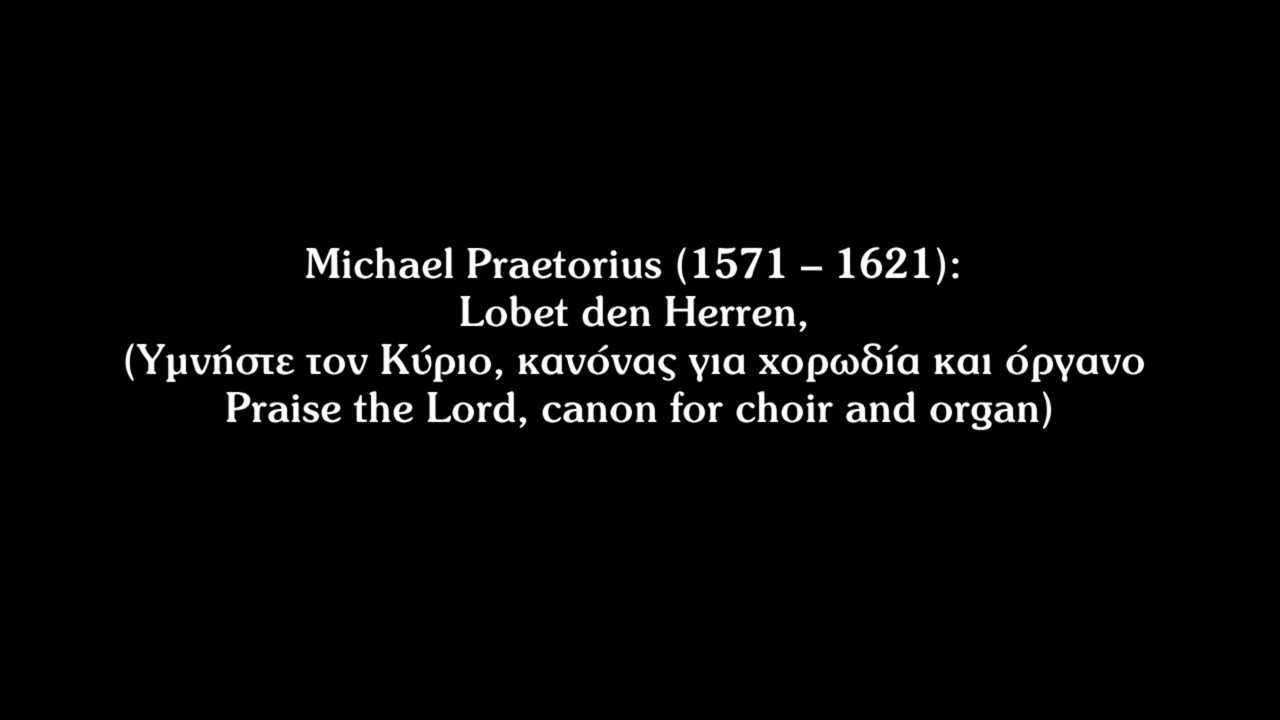 Michael Praetorius (1571 – 1621):
Lobet den Herren,
(Υμνήστε τον Κύριο, κανόνας για χορωδία και όργανο
Praise the Lord, canon for choir and organ)